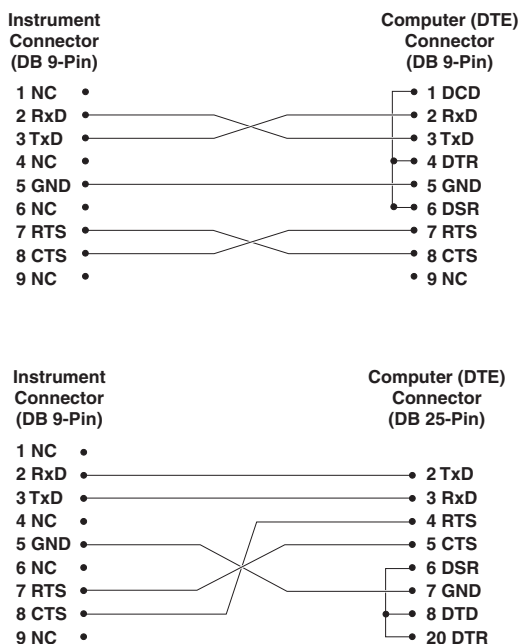 Instrument
Connector
(DB 9-Pin)
1 NC
2 RxD
3 TxD
4 NC
5 GND
6 NC
7 RTS
8 CTS
9 NC
Computer (DTE)
Connector
(DB 9-Pin)
1 DCD
2 RxD
3 TxD
4 DTR
5 GND
6 DSR
7 RTS
8 CTS
9 NC
Instrument
Connector
(DB 9-Pin)
1 NC
2 RxD
3 TxD
4 NC
5 GND
6 NC
7 RTS
8 CTS
9 NC
Computer (DTE)
Connector
(DB 25-Pin)
2 TxD
3 RxD
4 RTS
5 CTS
6 DSR
7 GND
8 DTD
20 DTR